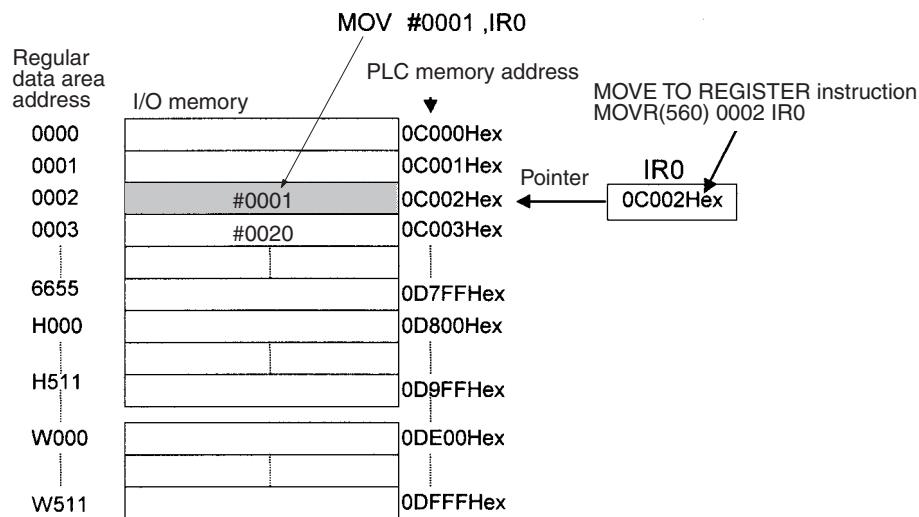 MOV #0001 ,IR0
Regular
data area
address
I/O memory
PLC memory address
MOVE TO REGISTER instruction
MOVR(560) 0002 IR0
0000
0C000Hex
0001
0C001Hex
IR0
0002
#0001
0C002Hex
Pointer
0C002Hex
0003
#0020
0C003Hex
6655
0D7FFHex
H000
0D800Hex
H511
0D9FFHex
W000
0DE00Hex
W511
0DFFFHex